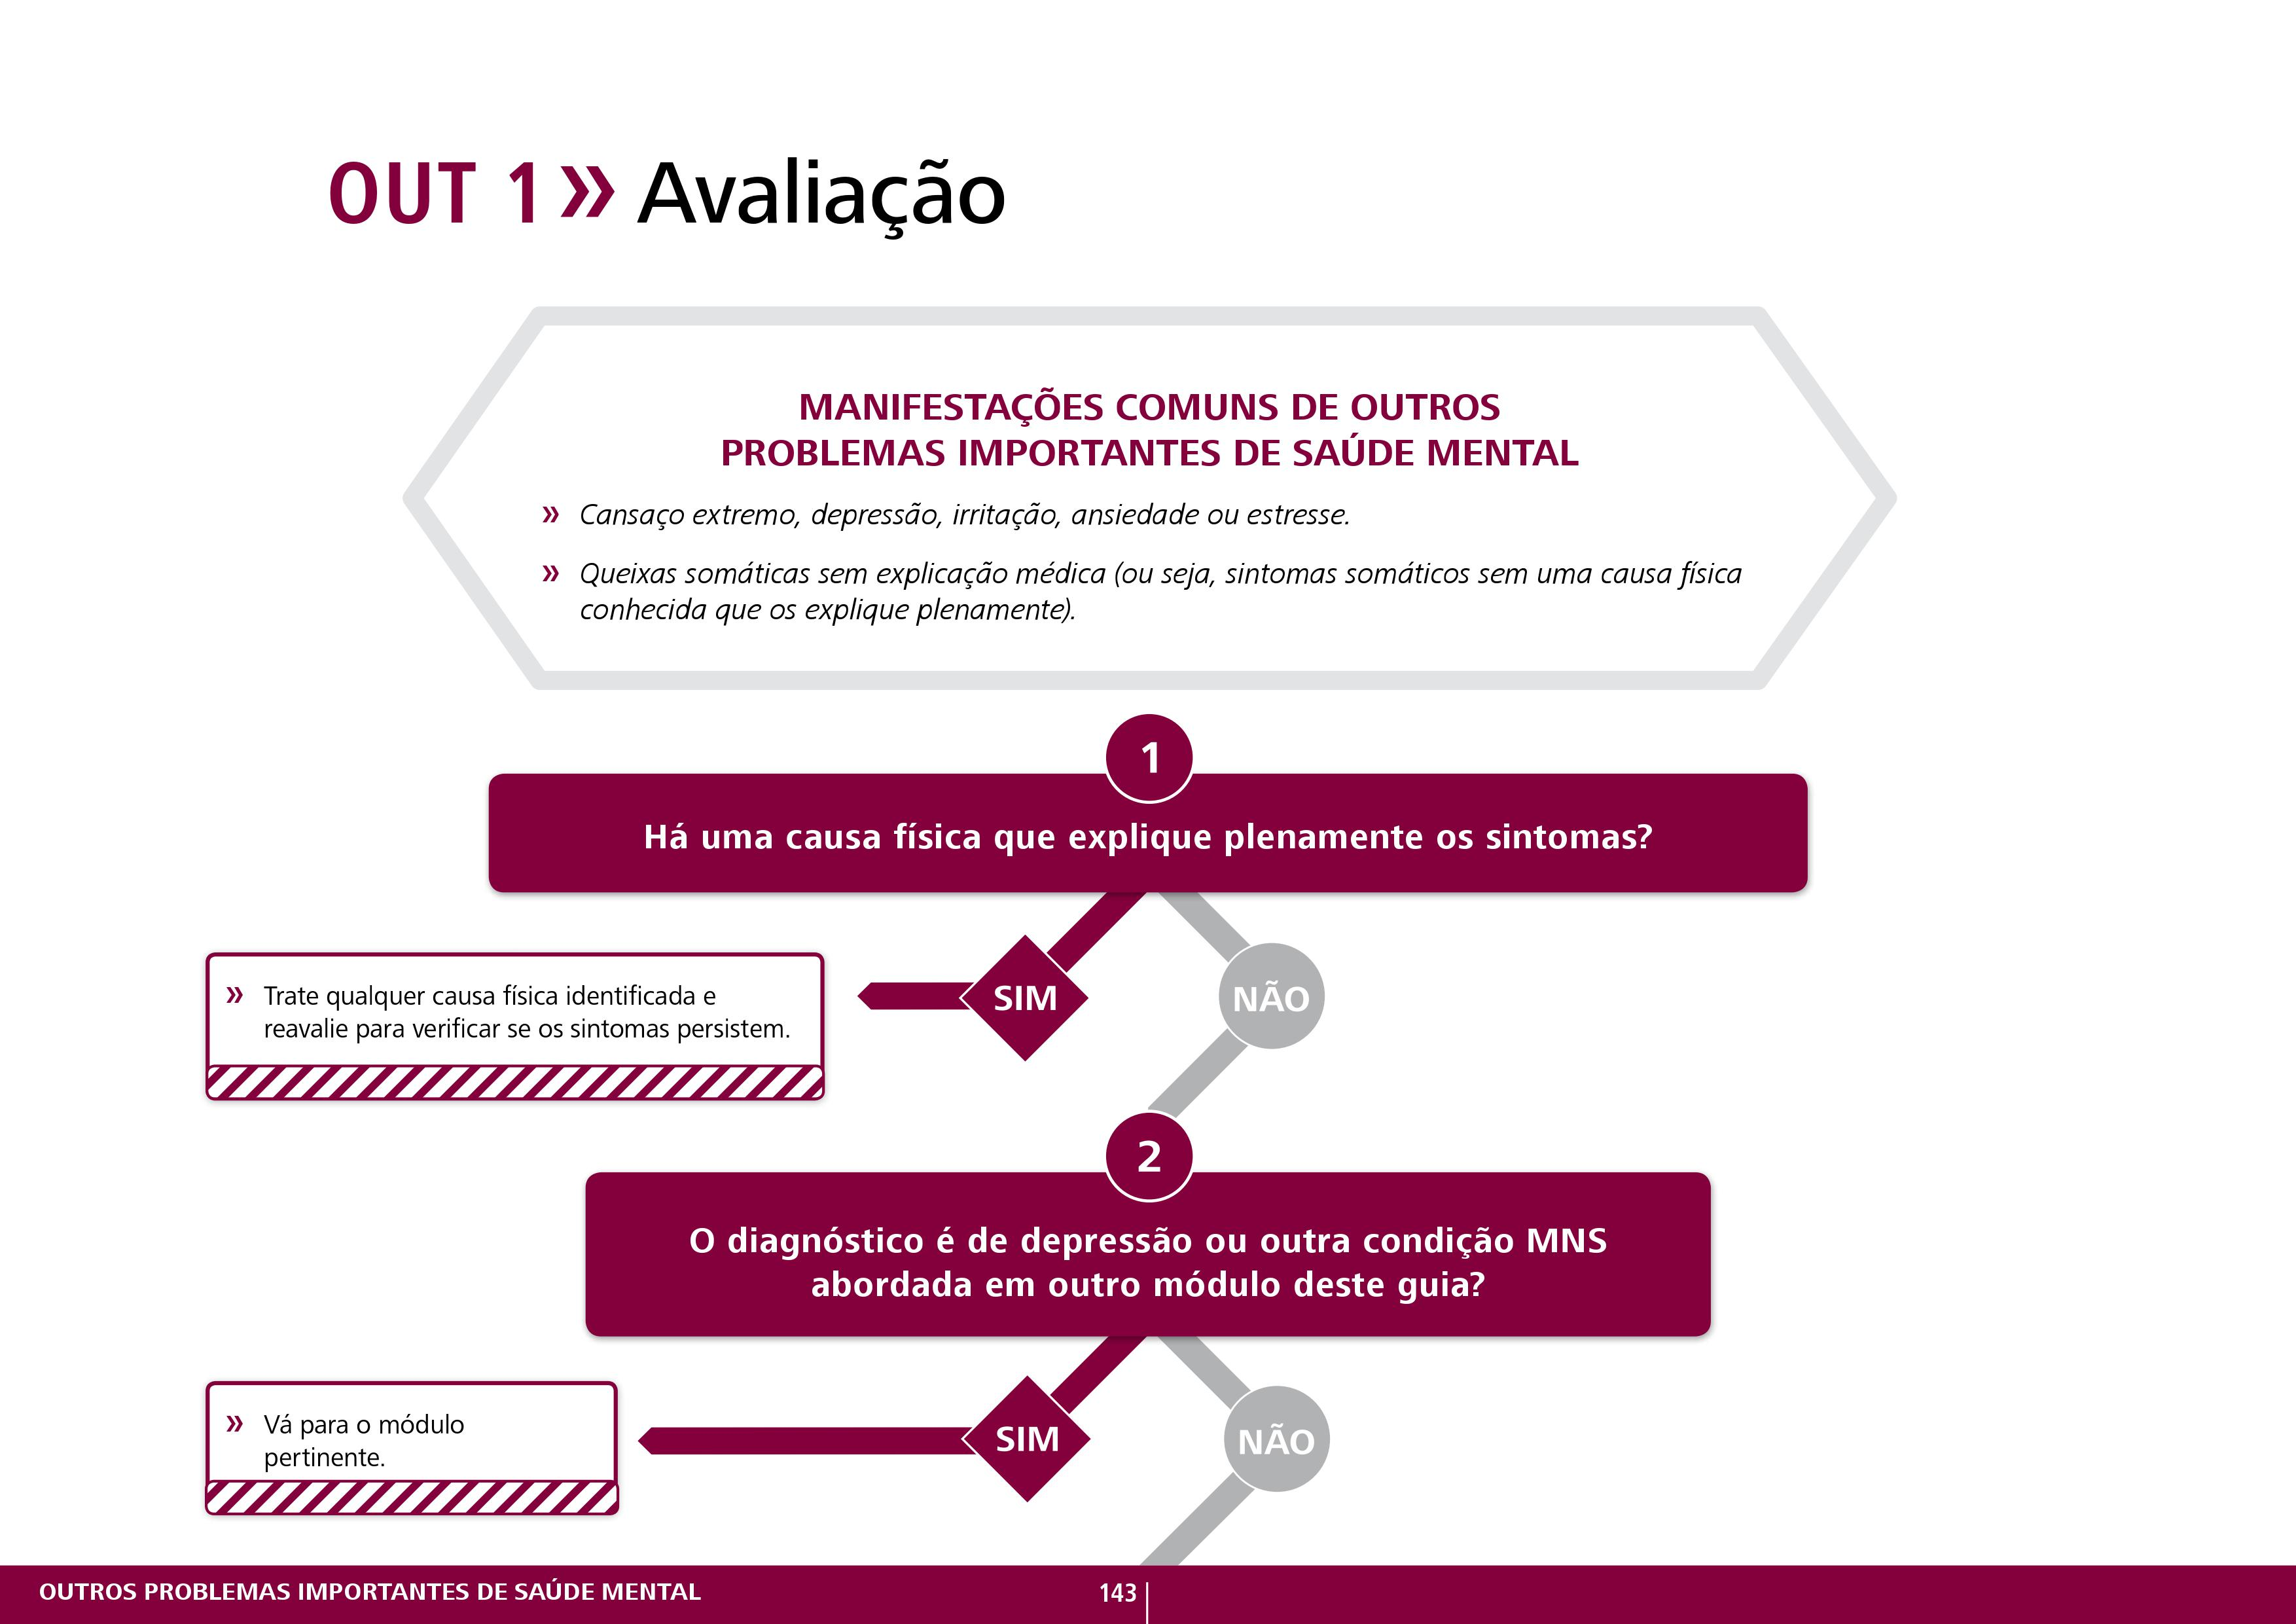 OUT 1» Avaliação
MANIFESTAÇÕES COMUNS DE OUTROS
PROBLEMAS IMPORTANTES DE SAÚDE MENTAL
» Cansaço extremo, depressão, irritação, ansiedade ou estresse.
» Queixas somáticas sem explicação médica (ou seja, sintomas somáticos sem uma causa física
conhecida que os explique plenamente).
1
Há uma causa física que explique plenamente os sintomas?
SIM
NÃO
» Trate qualquer causa física identificada e
reavalie para verificar se os sintomas persistem.
2
O diagnóstico é de depressão ou outra condição MNS
abordada em outro módulo deste guia?
SIM
NÃO
» Vá para o módulo
pertinente.
OUTROS PROBLEMAS IMPORTANTES DE SAÚDE MENTAL
143